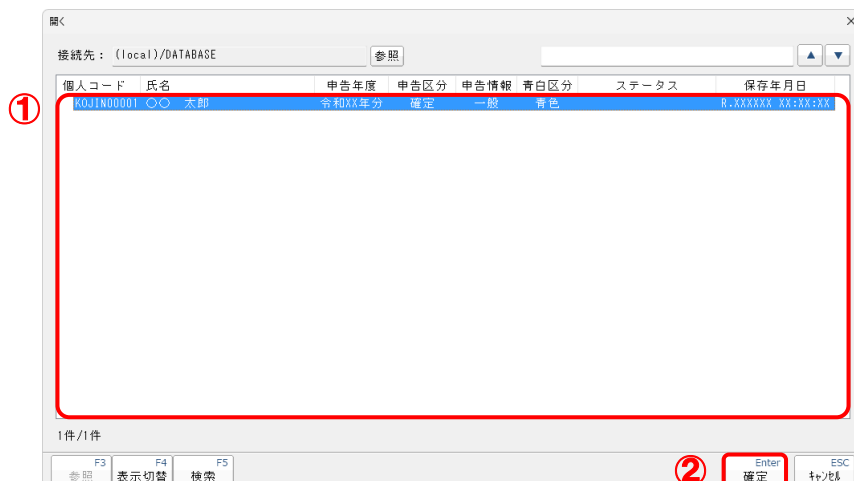 開く
接続先： (local)/DATABASE 参照 ▲ ▼
個人コード 氏名 申告年度 申告区分 申告情報 青白区分 ステータス 保存年月日
① KOJIN00001 〇〇 太郎 令和XX年分 確定 一般 青色 R.XXXXXX XX:XX:XX
1件/1件
F3 F4 F5 ② Enter ESC
参照 表示切替 検索 確定 ｷｬﾝｾﾙ